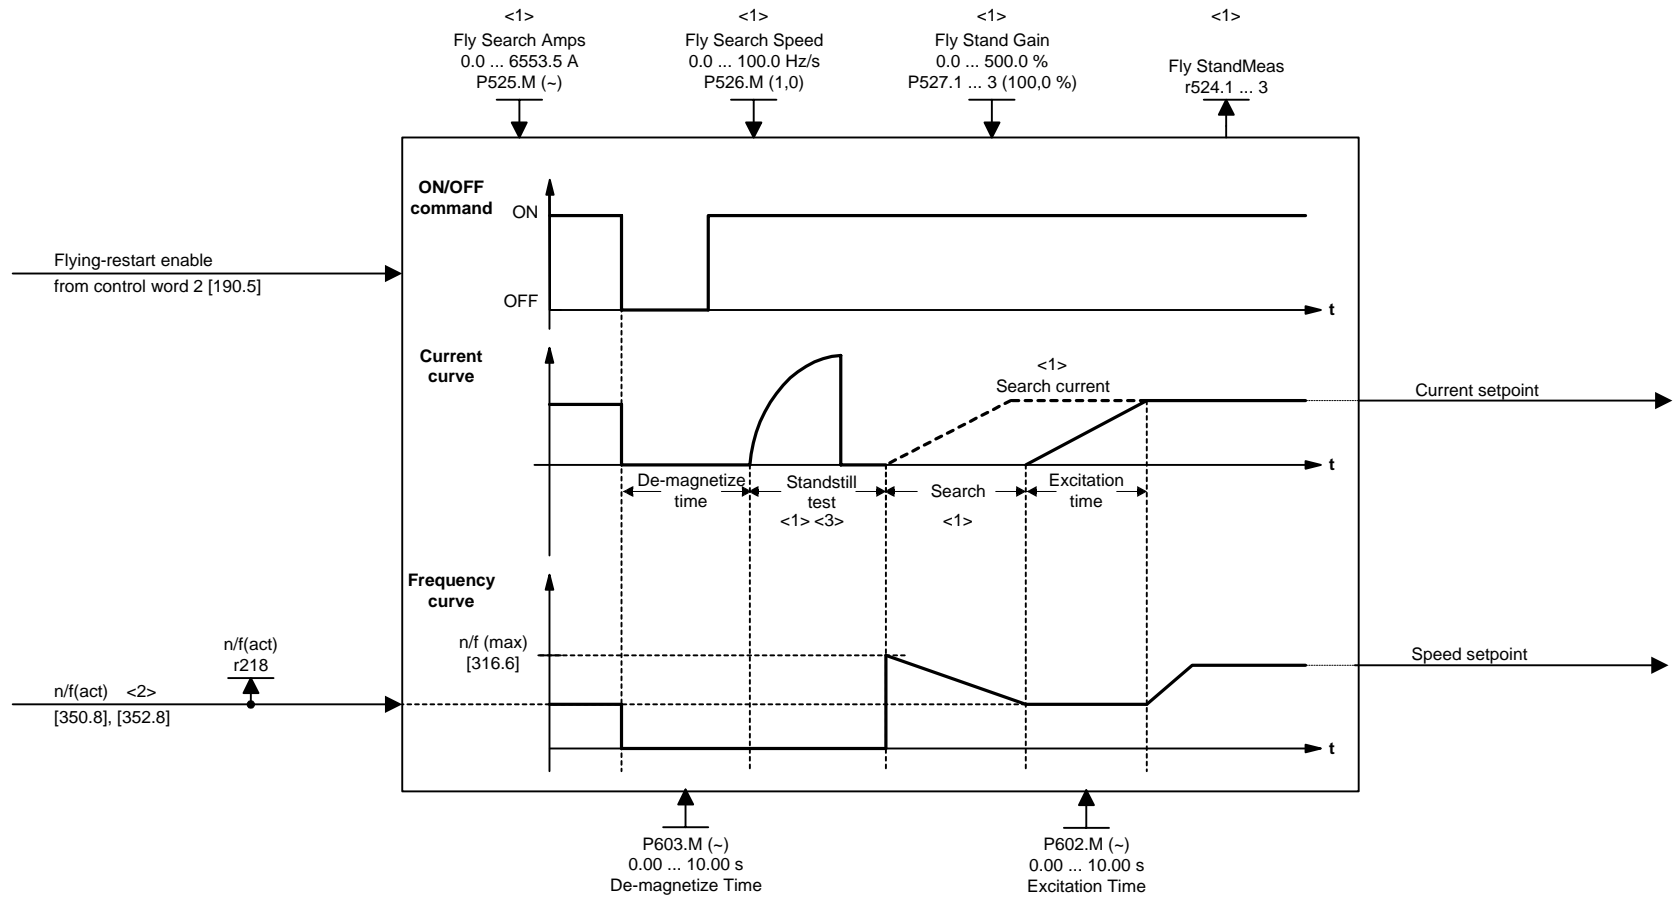 <1>
Fly Search Amps
0.0 ... 6553.5 A
P525.M (~)
<1>
Fly Search Speed
0.0 ... 100.0 Hz/s
P526.M (1,0)
<1>
Fly Stand Gain
0.0 ... 500.0 %
P527.1 ... 3 (100,0 %)
<1>
Fly StandMeas
r524.1 ... 3
ON/OFF
command
ON
OFF
t
Flying-restart enable
from control word 2 [190.5]
Current
curve
<1>
Search current
t
Current setpoint
De-magnetize
time
Standstill
test
<1> <3>
Search
<1>
Excitation
time
Frequency
curve
n/f (max)
[316.6]
t
Speed setpoint
n/f(act)
r218
n/f(act) <2>
[350.8], [352.8]
P603.M (~)
0.00 ... 10.00 s
De-magnetize Time
P602.M (~)
0.00 ... 10.00 s
Excitation Time